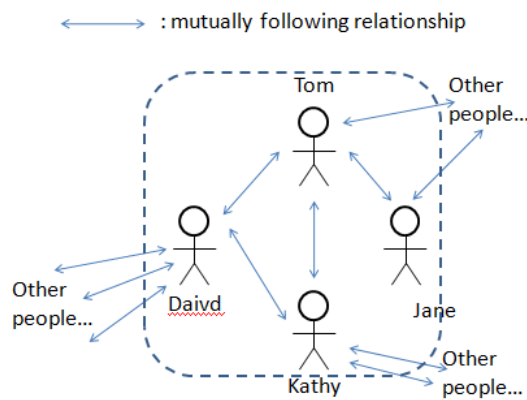 : mutually following relationship
Tom
Other
people...
Other
people...
Daivd
Jane
Kathy
Other
people...